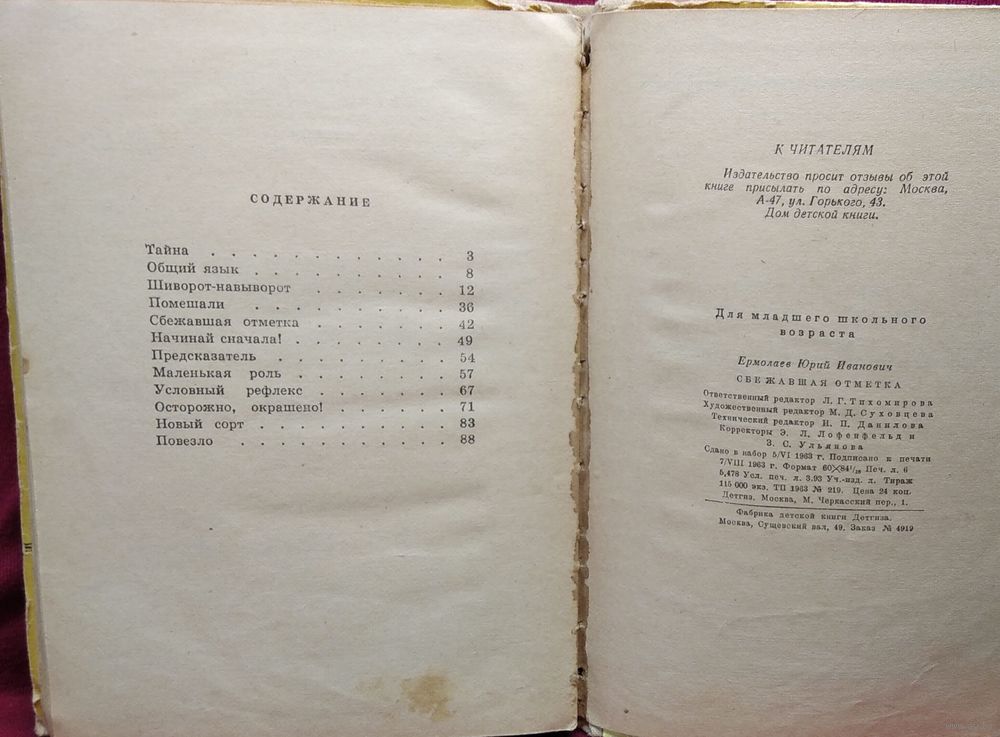 СОДЕРЖАНИЕ
Тайна . . . . . . . . . . . . 3
Общий язык . . . . . . . . . . 8
Шиворот-навыворот . . . . . . . 12
Помешали . . . . . . . . . . 36
Сбежавшая отметка . . . . . . . 42
Начинай сначала! . . . . . . . . 49
Предсказатель . . . . . . . . . 54
Маленькая роль . . . . . . . . 57
Условный рефлекс . . . . . . . 67
Осторожно, окрашено! . . . . . . 71
Новый сорт . . . . . . . . . . 83
Повезло . . . . . . . . . . . 88
К ЧИТАТЕЛЯМ
Издательство просит отзывы об этой
книге присылать по адресу: Москва,
А-47, ул. Горького, 43.
Дом детской книги.
Для младшего школьного
возраста
Ермолаев Юрий Иванович
СБЕЖАВШАЯ ОТМЕТКА
Ответственный редактор Л. Г. Тихомирова
Художественный редактор М. Д. Суховцева
Технический редактор И. П. Данилова
Корректоры Э. Л. Лофенфельд и
З. С. Ульянова
Сдано в набор 5/VI 1963 г. Подписано к печати
7/VIII 1963 г. Формат 60×84¹/₁₆ Печ. л. 6
5,478 Усл. печ. л. 3.93 Уч.-изд. л. Тираж
115 000 экз. ТП 1963 № 219. Цена 24 коп.
Детгиз. Москва, М. Черкасский пер., 1.
Фабрика детской книги Детгиза.
Москва, Сущевский вал, 49. Заказ № 4919